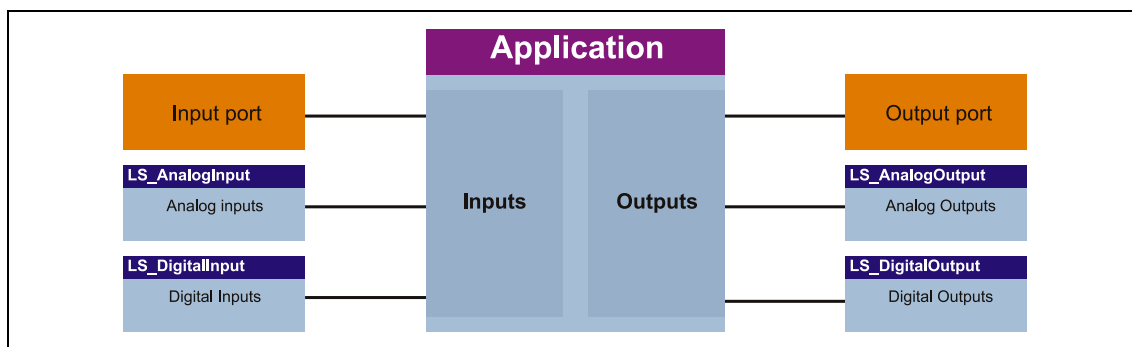 Application
Input port
Output port
LS_AnalogInput
Analog inputs
LS_AnalogOutput
Analog Outputs
Inputs
Outputs
LS_DigitalInput
Digital Inputs
LS_DigitalOutput
Digital Outputs